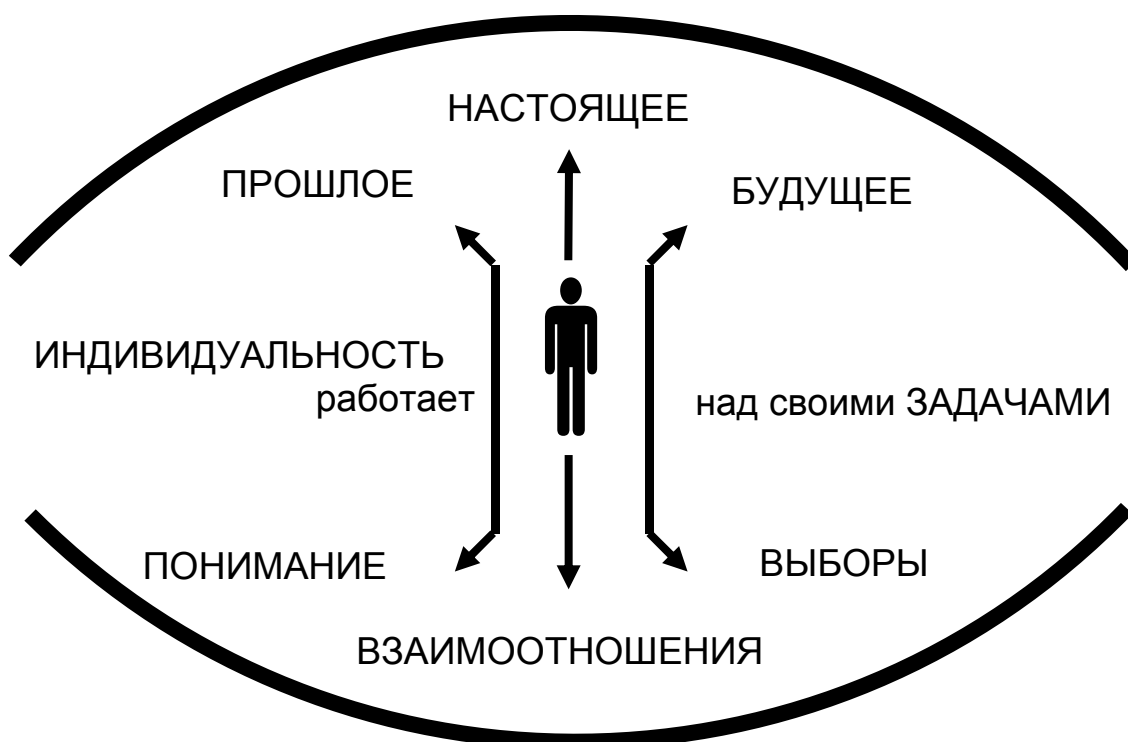 НАСТОЯЩЕЕ
ПРОШЛОЕ
БУДУЩЕЕ
ИНДИВИДУАЛЬНОСТЬ
работает
над своими ЗАДАЧАМИ
ПОНИМАНИЕ
ВЫБОРЫ
ВЗАИМООТНОШЕНИЯ